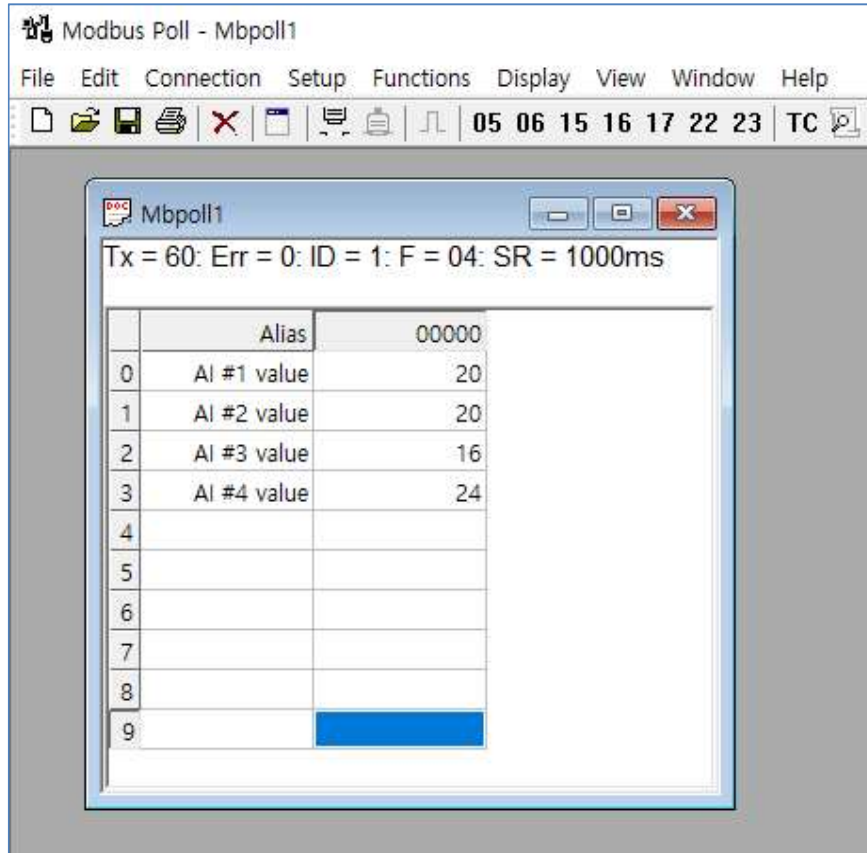 Modbus Poll - Mbpoll1
File Edit Connection Setup Functions Display View Window Help
05 06 15 16 17 22 23 TC
DOC Mbpoll1
Tx = 60: Err = 0: ID = 1: F = 04: SR = 1000ms
Alias 00000
0 AI #1 value 20
1 AI #2 value 20
2 AI #3 value 16
3 AI #4 value 24
4
5
6
7
8
9